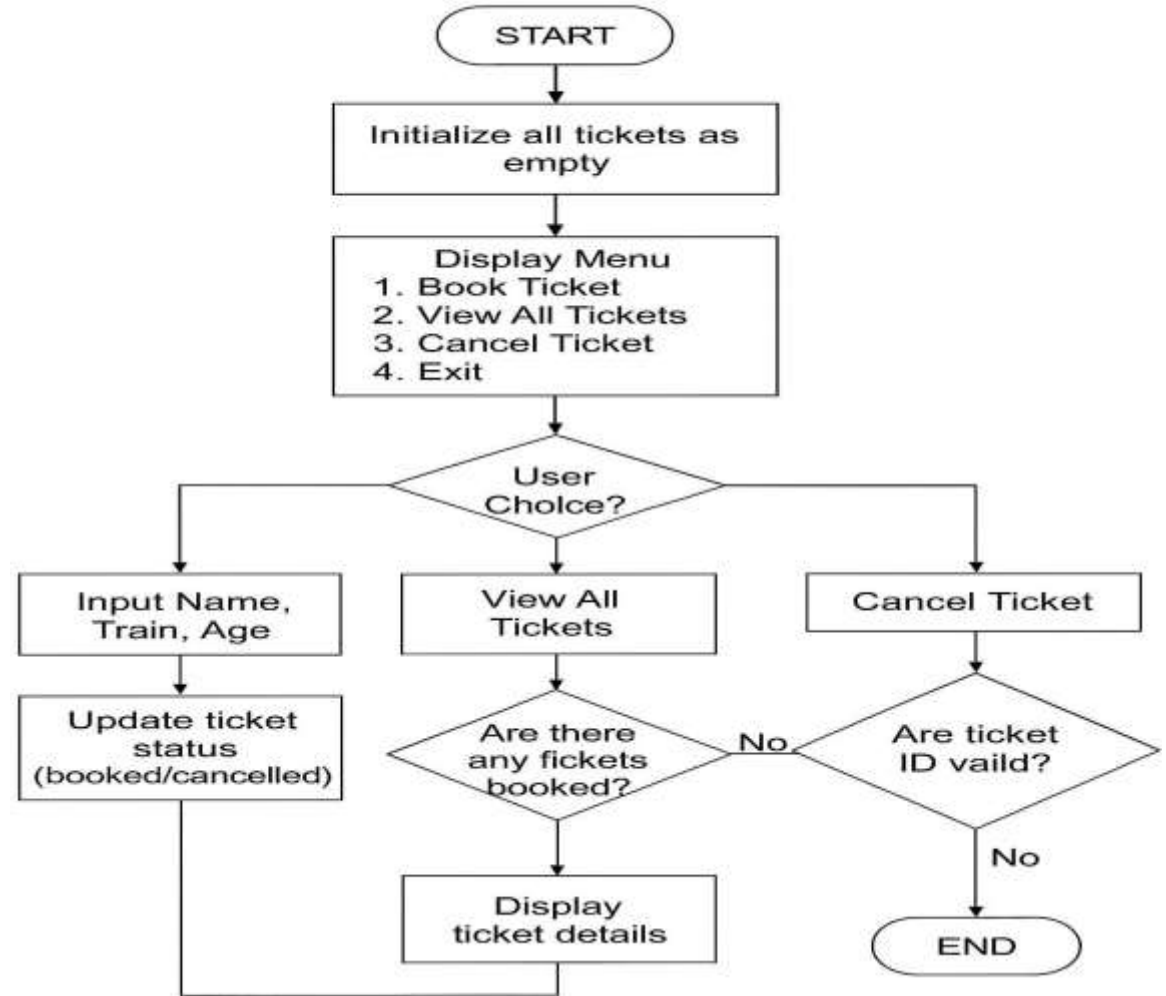 START
Initialize all tickets as
empty
Display Menu
1. Book Ticket
2. View All Tickets
3. Cancel Ticket
4. Exit
User
Cholce?
Input Name,
Train, Age
View All
Tickets
Cancel Ticket
Update ticket
status
(booked/cancelled)
Are there
any fickets
booked?
No
Are ticket
ID vaild?
No
Display
ticket details
END